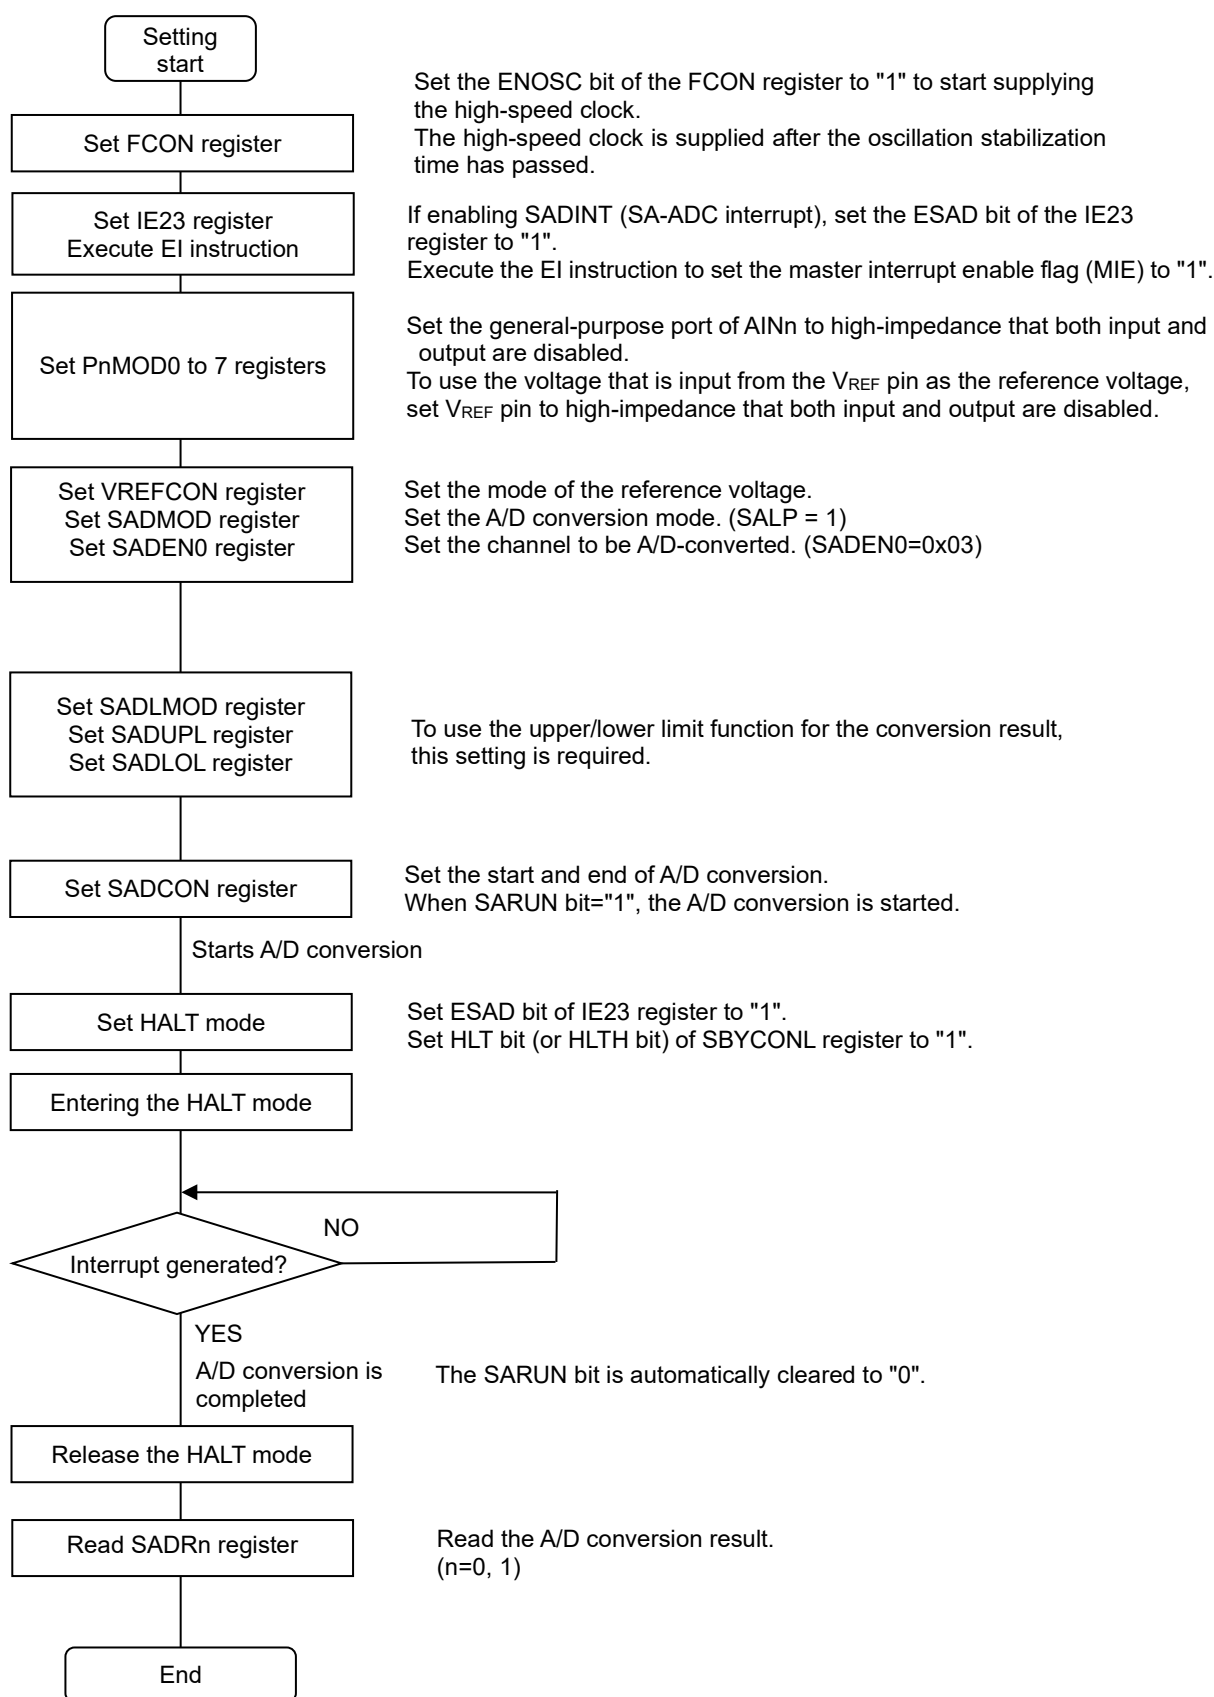 Setting
start
Set the ENOSC bit of the FCON register to "1" to start supplying
the high-speed clock.
The high-speed clock is supplied after the oscillation stabilization
time has passed.
Set FCON register
Set IE23 register
Execute EI instruction
If enabling SADINT (SA-ADC interrupt), set the ESAD bit of the IE23
register to "1".
Execute the EI instruction to set the master interrupt enable flag (MIE) to "1".
Set PnMOD0 to 7 registers
Set the general-purpose port of AINn to high-impedance that both input and
output are disabled.
To use the voltage that is input from the VREF pin as the reference voltage,
set VREF pin to high-impedance that both input and output are disabled.
Set VREFCON register
Set SADMOD register
Set SADEN0 register
Set the mode of the reference voltage.
Set the A/D conversion mode. (SALP = 1)
Set the channel to be A/D-converted. (SADEN0=0x03)
Set SADLMOD register
Set SADUPL register
Set SADLOL register
To use the upper/lower limit function for the conversion result,
this setting is required.
Set SADCON register
Set the start and end of A/D conversion.
When SARUN bit="1", the A/D conversion is started.
Starts A/D conversion
Set HALT mode
Set ESAD bit of IE23 register to "1".
Set HLT bit (or HLTH bit) of SBYCONL register to "1".
Entering the HALT mode
NO
Interrupt generated?
YES
A/D conversion is
completed
The SARUN bit is automatically cleared to "0".
Release the HALT mode
Read SADRn register
Read the A/D conversion result.
(n=0, 1)
End